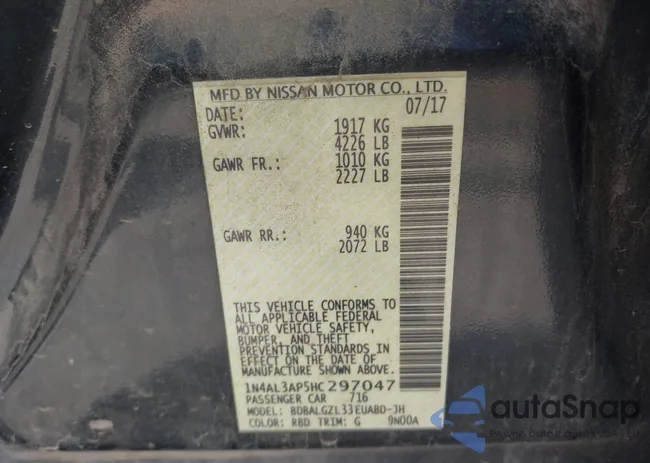 MFD BY NISSAN MOTOR CO., LTD.
DATE: 07/17
GVWR: 1917 KG
4226 LB
GAWR FR.: 1010 KG
2227 LB
GAWR RR.: 940 KG
2072 LB
THIS VEHICLE CONFORMS TO
ALL APPLICABLE FEDERAL
MOTOR VEHICLE SAFETY,
BUMPER, AND THEFT
PREVENTION STANDARDS IN
EFFECT ON THE DATE OF
MANUFACTURE SHOWN ABOVE.
1N4AL3AP5HC297047
PASSENGER CAR 716
MODEL: BDBALGZL33EUABD-JH
COLOR: RBD TRIM: G 9N00A
autoSnap